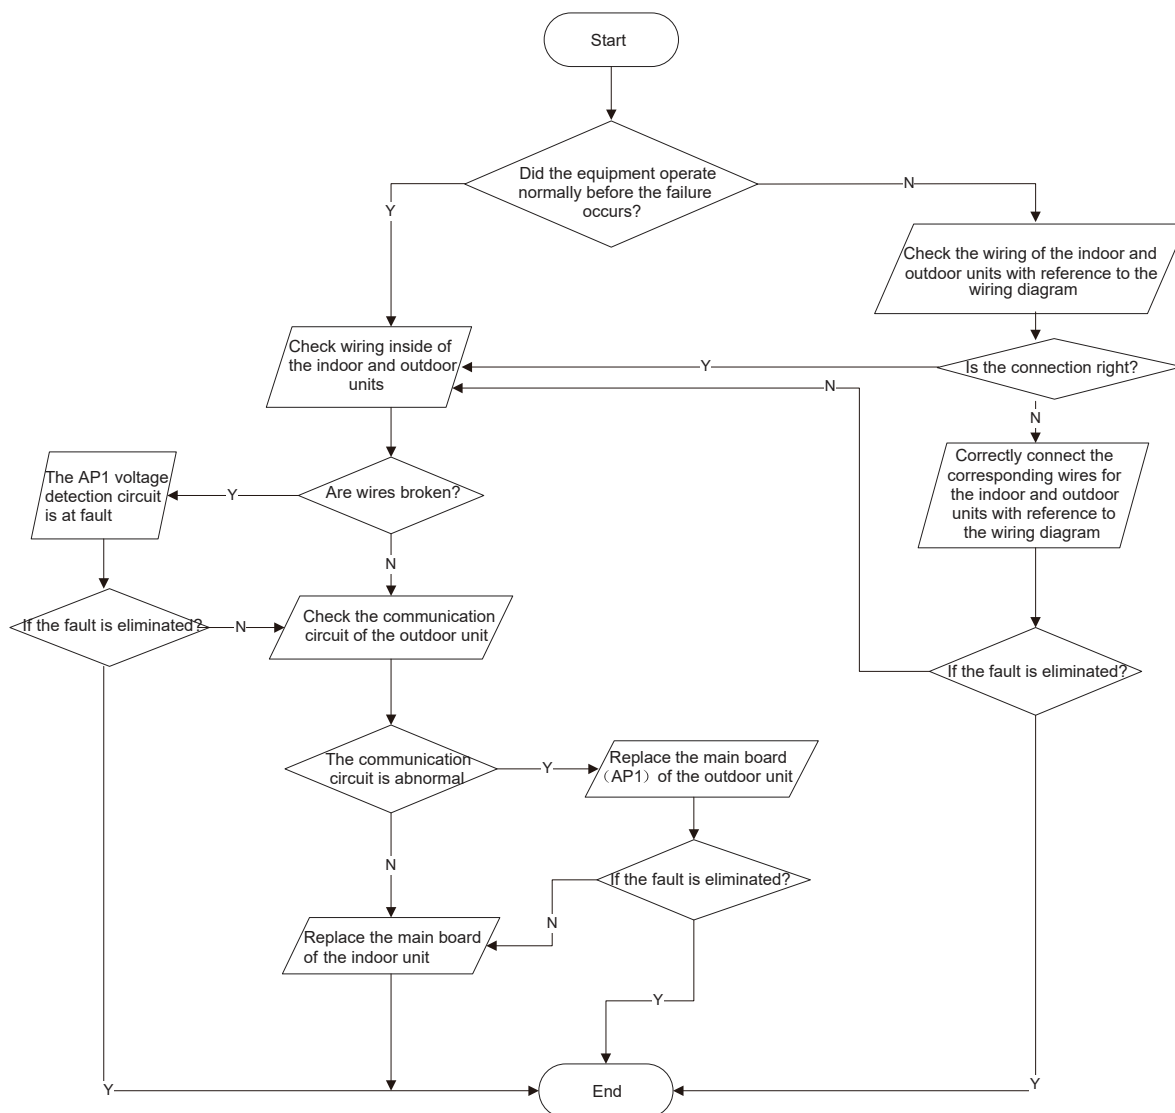 Start
Did the equipment operate
normally before the failure
occurs?
Y
N
Check the wiring of the indoor and
outdoor units with reference to the
wiring diagram
Check wiring inside of
the indoor and outdoor
units
Y
Is the connection right?
N
N
Correctly connect the
corresponding wires for
the indoor and outdoor
units with reference to
the wiring diagram
The AP1 voltage
detection circuit
is at fault
Y
Are wires broken?
N
If the fault is eliminated?
N
Check the communication
circuit of the outdoor unit
If the fault is eliminated?
The communication
circuit is abnormal
Y
Replace the main board
（AP1）of the outdoor unit
N
If the fault is eliminated?
N
Replace the main board
of the indoor unit
Y
Y
End
Y